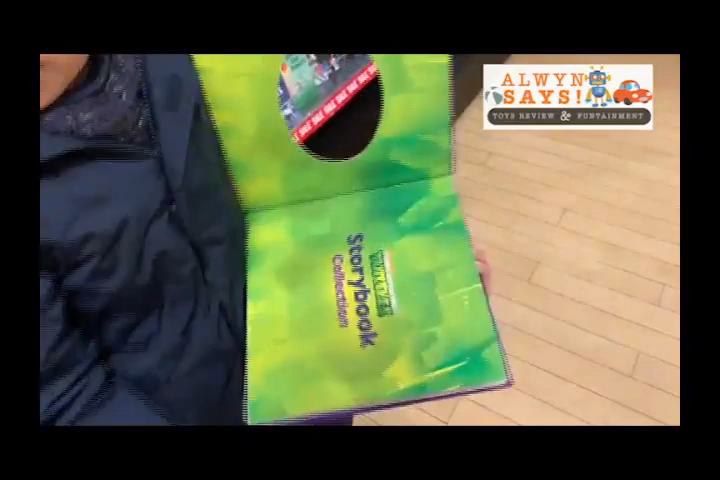 ALWYN
SAYS!
TOYS REVIEW & FUNTAINMENT
Storybook
Collection